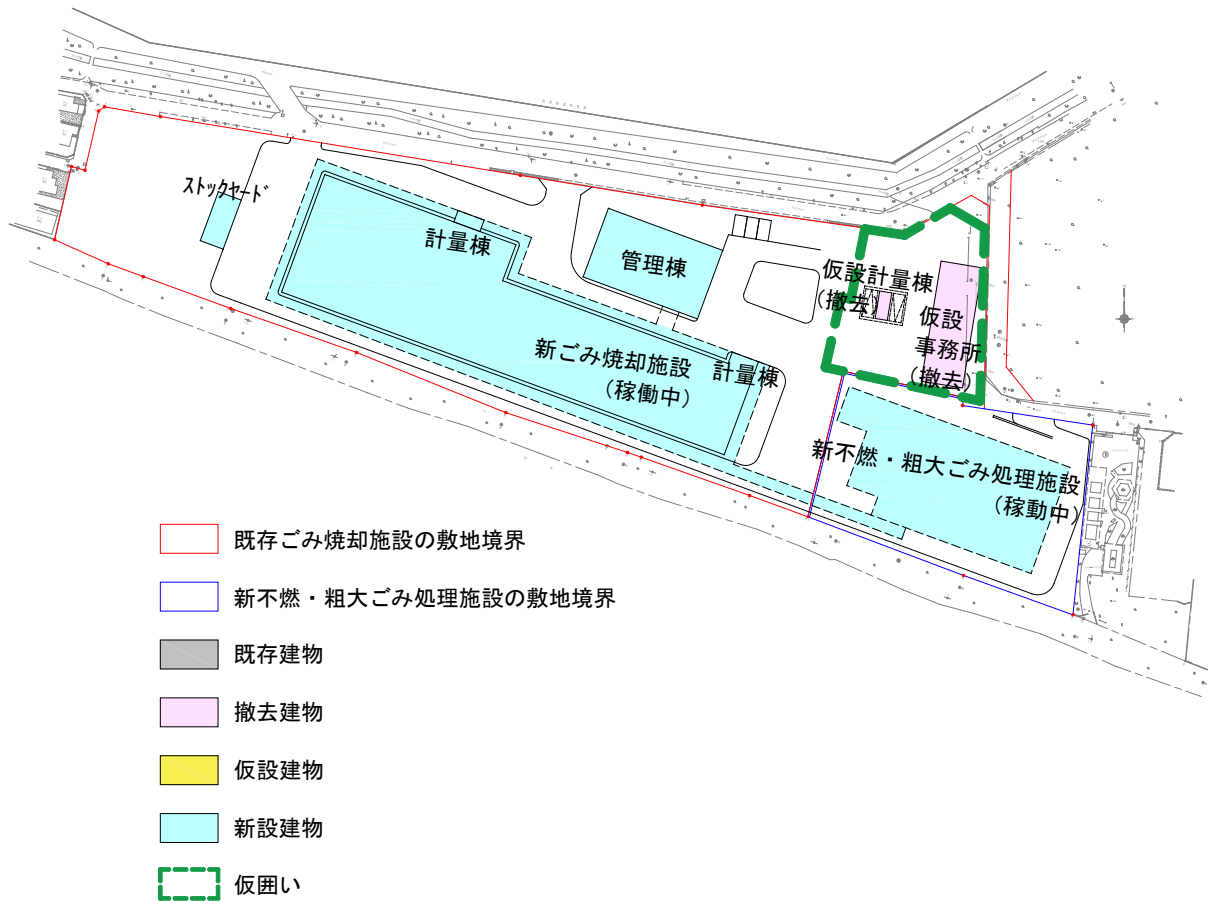 ストックヤード
計量棟
管理棟
仮設計量棟
(撤去)
仮設
事務所
(撤去)
新ごみ焼却施設
(稼働中)
計量棟
新不燃・粗大ごみ処理施設
(稼動中)
既存ごみ焼却施設の敷地境界
新不燃・粗大ごみ処理施設の敷地境界
既存建物
撤去建物
仮設建物
新設建物
仮囲い